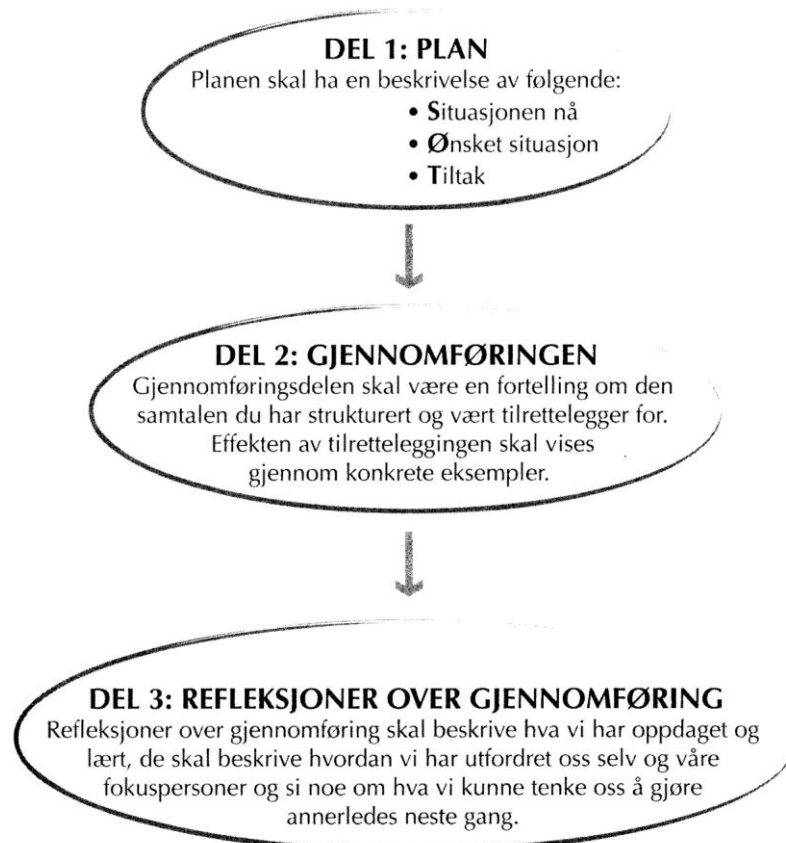 DEL 1: PLAN
Planen skal ha en beskrivelse av følgende:
• Situasjonen nå
• Ønsket situasjon
• Tiltak
DEL 2: GJENNOMFØRINGEN
Gjennomføringsdelen skal være en fortelling om den
samtalen du har strukturert og vært tilrettelegger for.
Effekten av tilretteleggingen skal vises
gjennom konkrete eksempler.
DEL 3: REFLEKSJONER OVER GJENNOMFØRING
Refleksjoner over gjennomføring skal beskrive hva vi har oppdaget og
lært, de skal beskrive hvordan vi har utfordret oss selv og våre
fokuspersoner og si noe om hva vi kunne tenke oss å gjøre
annerledes neste gang.